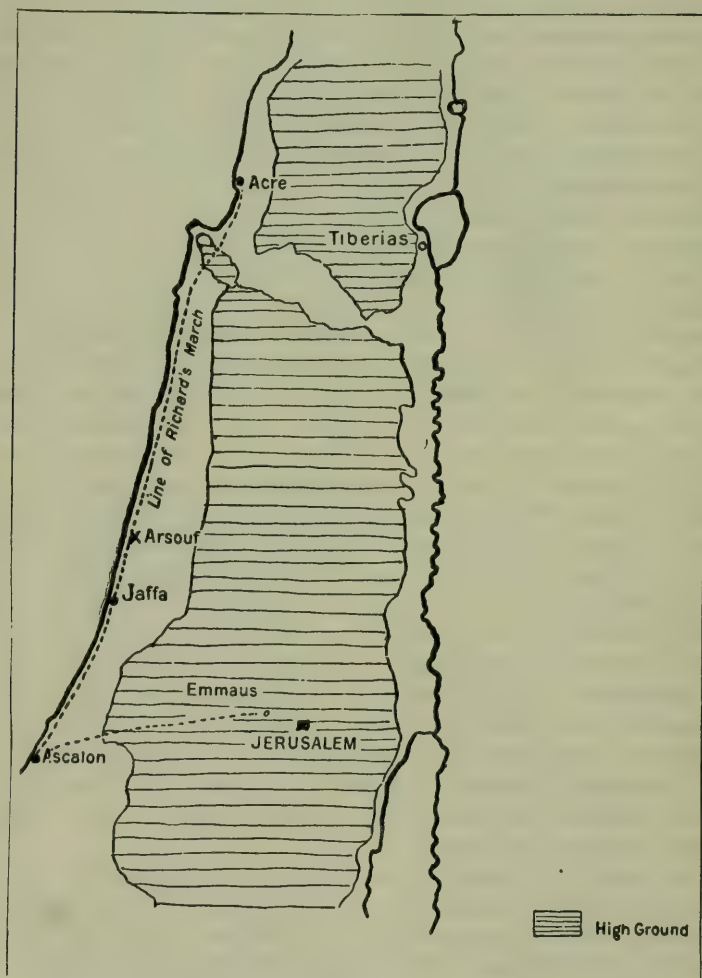 Acre
Tiberias
Line of Richard's March
Arsouf
Jaffa
Emmaus
JERUSALEM
Ascalon
High Ground